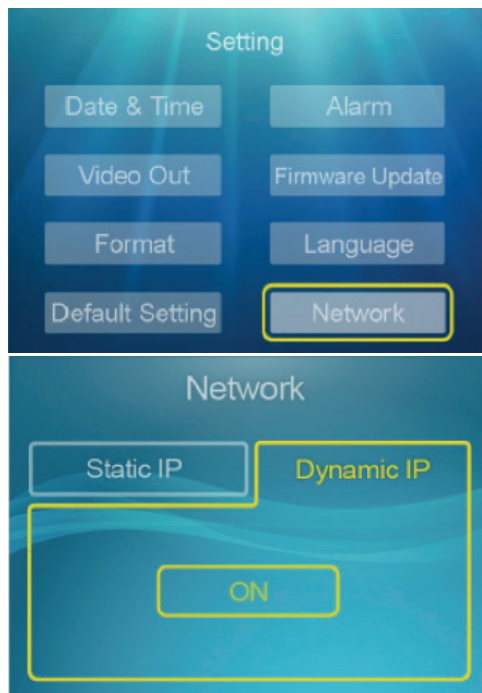 Setting
Date & Time
Alarm
Video Out
Firmware Update
Format
Language
Default Setting
Network
Network
Static IP
Dynamic IP
ON